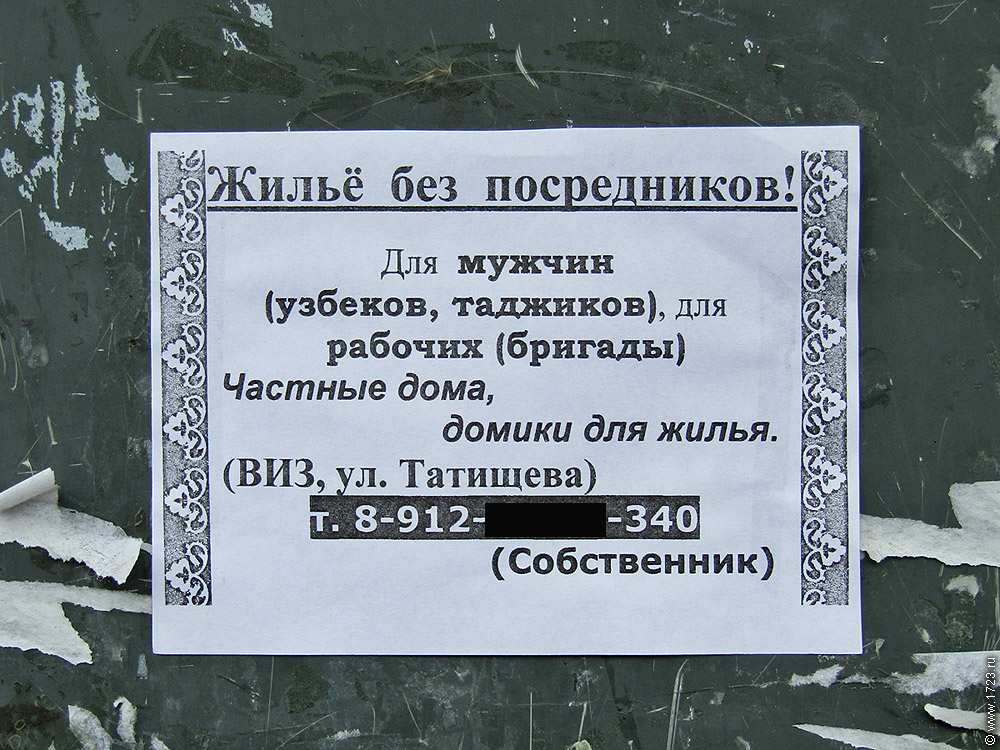 Жильё без посредников!
Для мужчин
(узбеков, таджиков), для
рабочих (бригады)
Частные дома,
домики для жилья.
(ВИЗ, ул. Татищева)
т. 8-912- -340
(Собственник)
© www.1723.ru